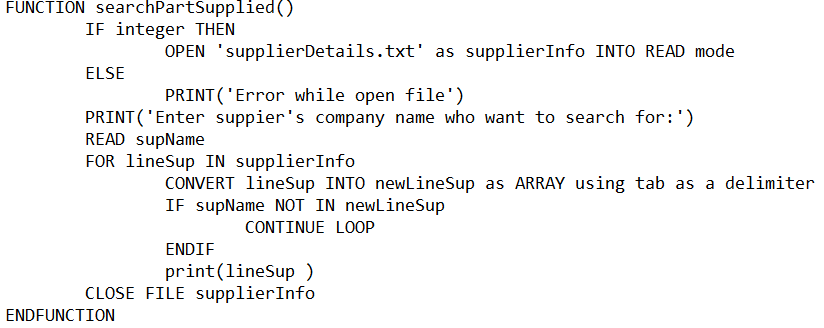 FUNCTION searchPartSupplied()
IF integer THEN
OPEN 'supplierDetails.txt' as supplierInfo INTO READ mode
ELSE
PRINT('Error while open file')
PRINT('Enter suppier's company name who want to search for:')
READ supName
FOR lineSup IN supplierInfo
CONVERT lineSup INTO newLineSup as ARRAY using tab as a delimiter
IF supName NOT IN newLineSup
CONTINUE LOOP
ENDIF
print(lineSup )
CLOSE FILE supplierInfo
ENDFUNCTION